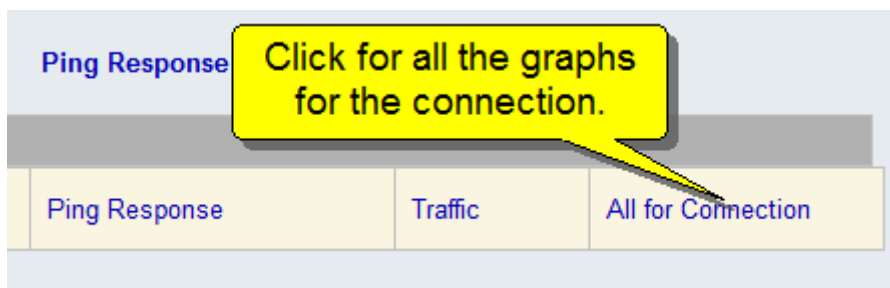 Ping Response
Click for all the graphs
for the connection.
Ping Response
Traffic
All for Connection